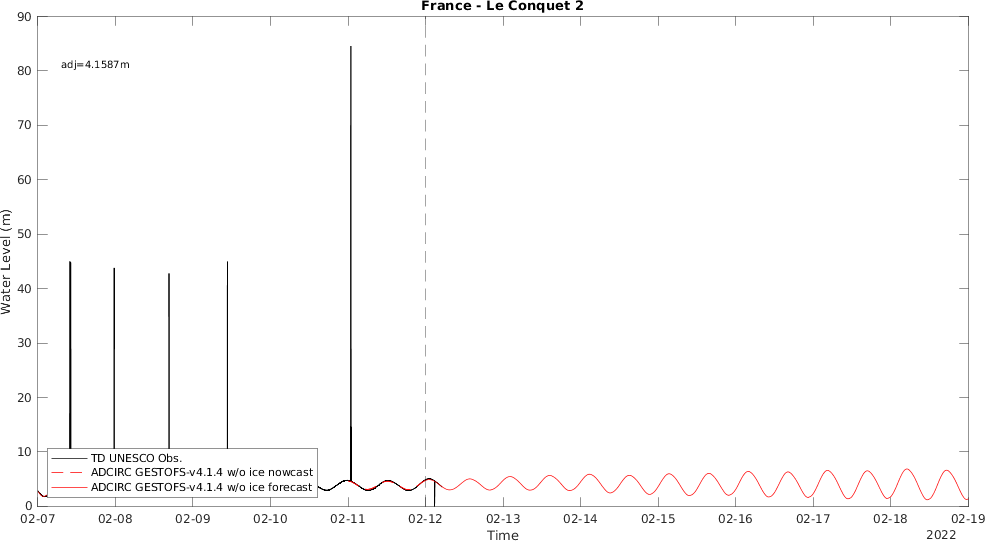 France - Le Conquet 2
90
80
70
60
50
40
30
20
10
0
Water Level (m)
adj=4.1587m
TD UNESCO Obs.
ADCIRC GESTOFS-v4.1.4 w/o ice nowcast
ADCIRC GESTOFS-v4.1.4 w/o ice forecast
02-07 02-08 02-09 02-10 02-11 02-12 02-13 02-14 02-15 02-16 02-17 02-18 02-19
Time
2022